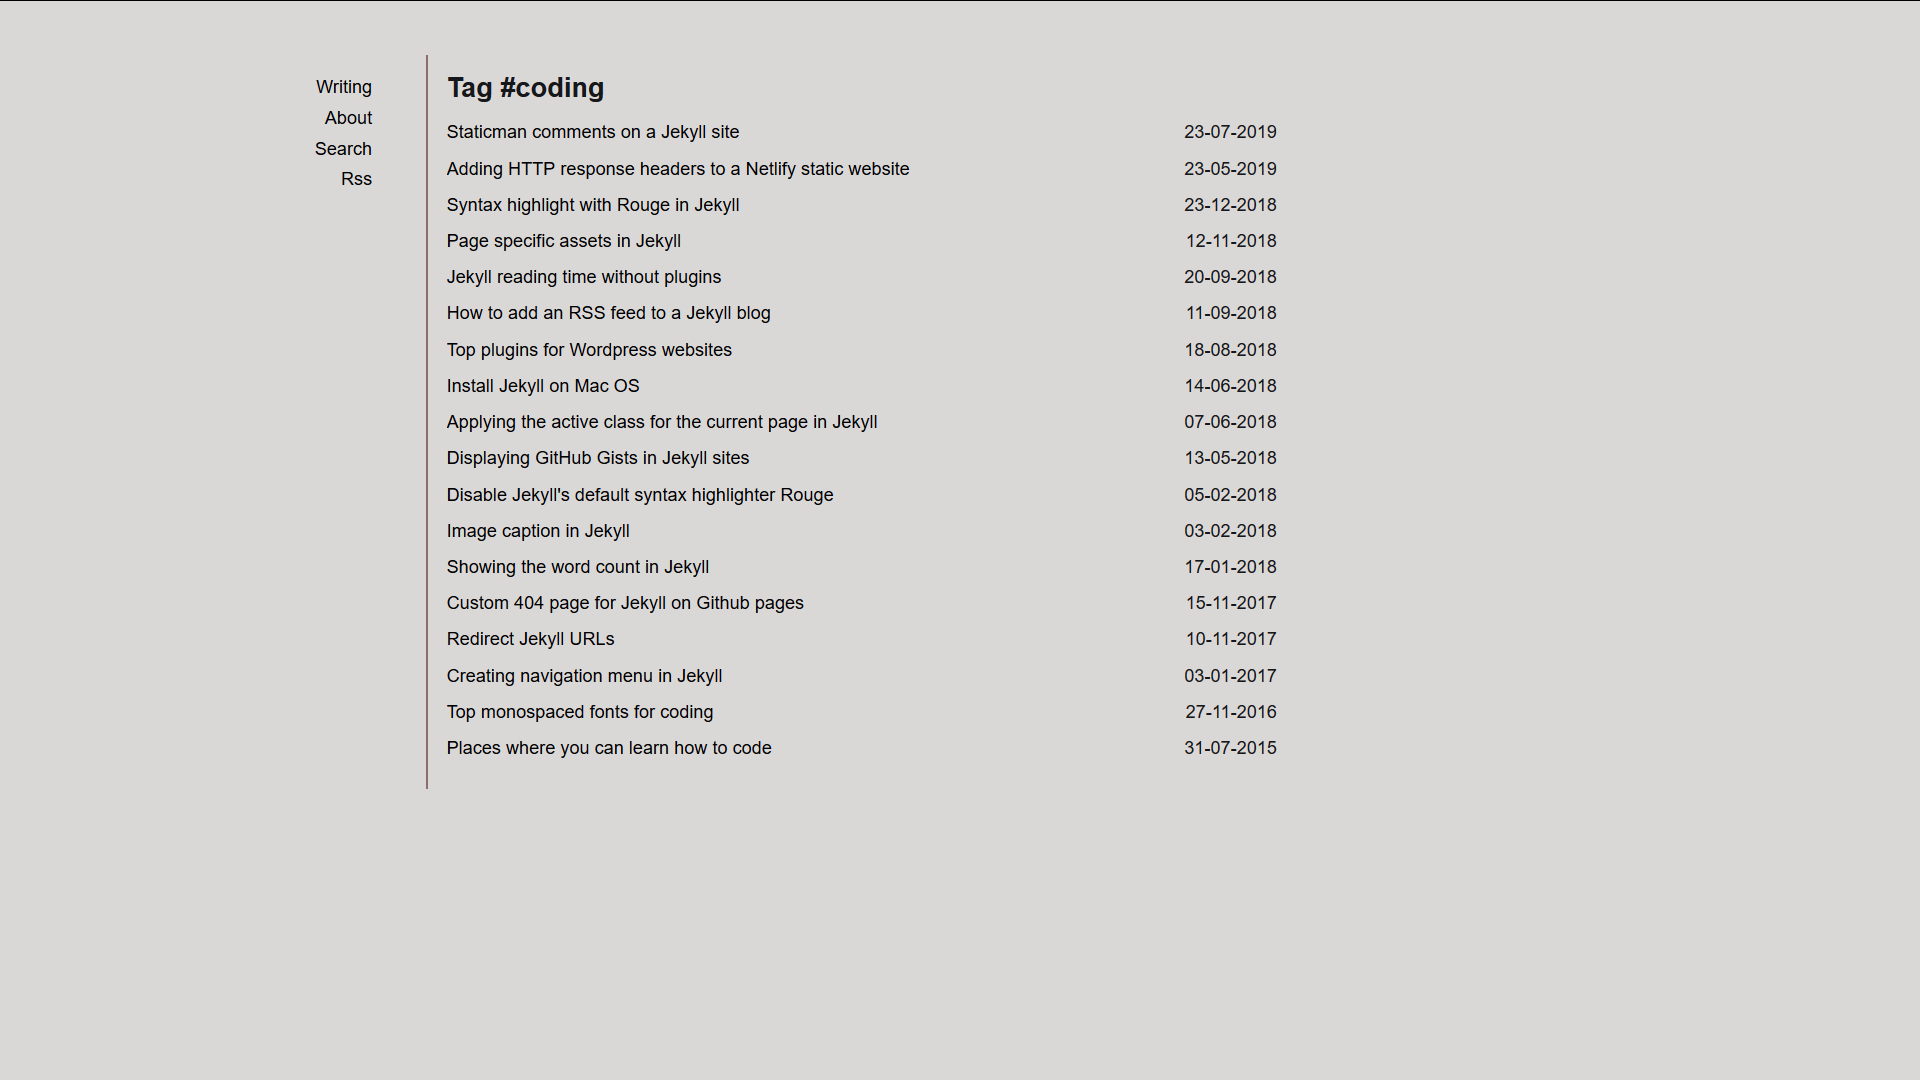 Writing
About
Search
Rss
Tag #coding
Staticman comments on a Jekyll site 23-07-2019
Adding HTTP response headers to a Netlify static website 23-05-2019
Syntax highlight with Rouge in Jekyll 23-12-2018
Page specific assets in Jekyll 12-11-2018
Jekyll reading time without plugins 20-09-2018
How to add an RSS feed to a Jekyll blog 11-09-2018
Top plugins for Wordpress websites 18-08-2018
Install Jekyll on Mac OS 14-06-2018
Applying the active class for the current page in Jekyll 07-06-2018
Displaying GitHub Gists in Jekyll sites 13-05-2018
Disable Jekyll's default syntax highlighter Rouge 05-02-2018
Image caption in Jekyll 03-02-2018
Showing the word count in Jekyll 17-01-2018
Custom 404 page for Jekyll on Github pages 15-11-2017
Redirect Jekyll URLs 10-11-2017
Creating navigation menu in Jekyll 03-01-2017
Top monospaced fonts for coding 27-11-2016
Places where you can learn how to code 31-07-2015